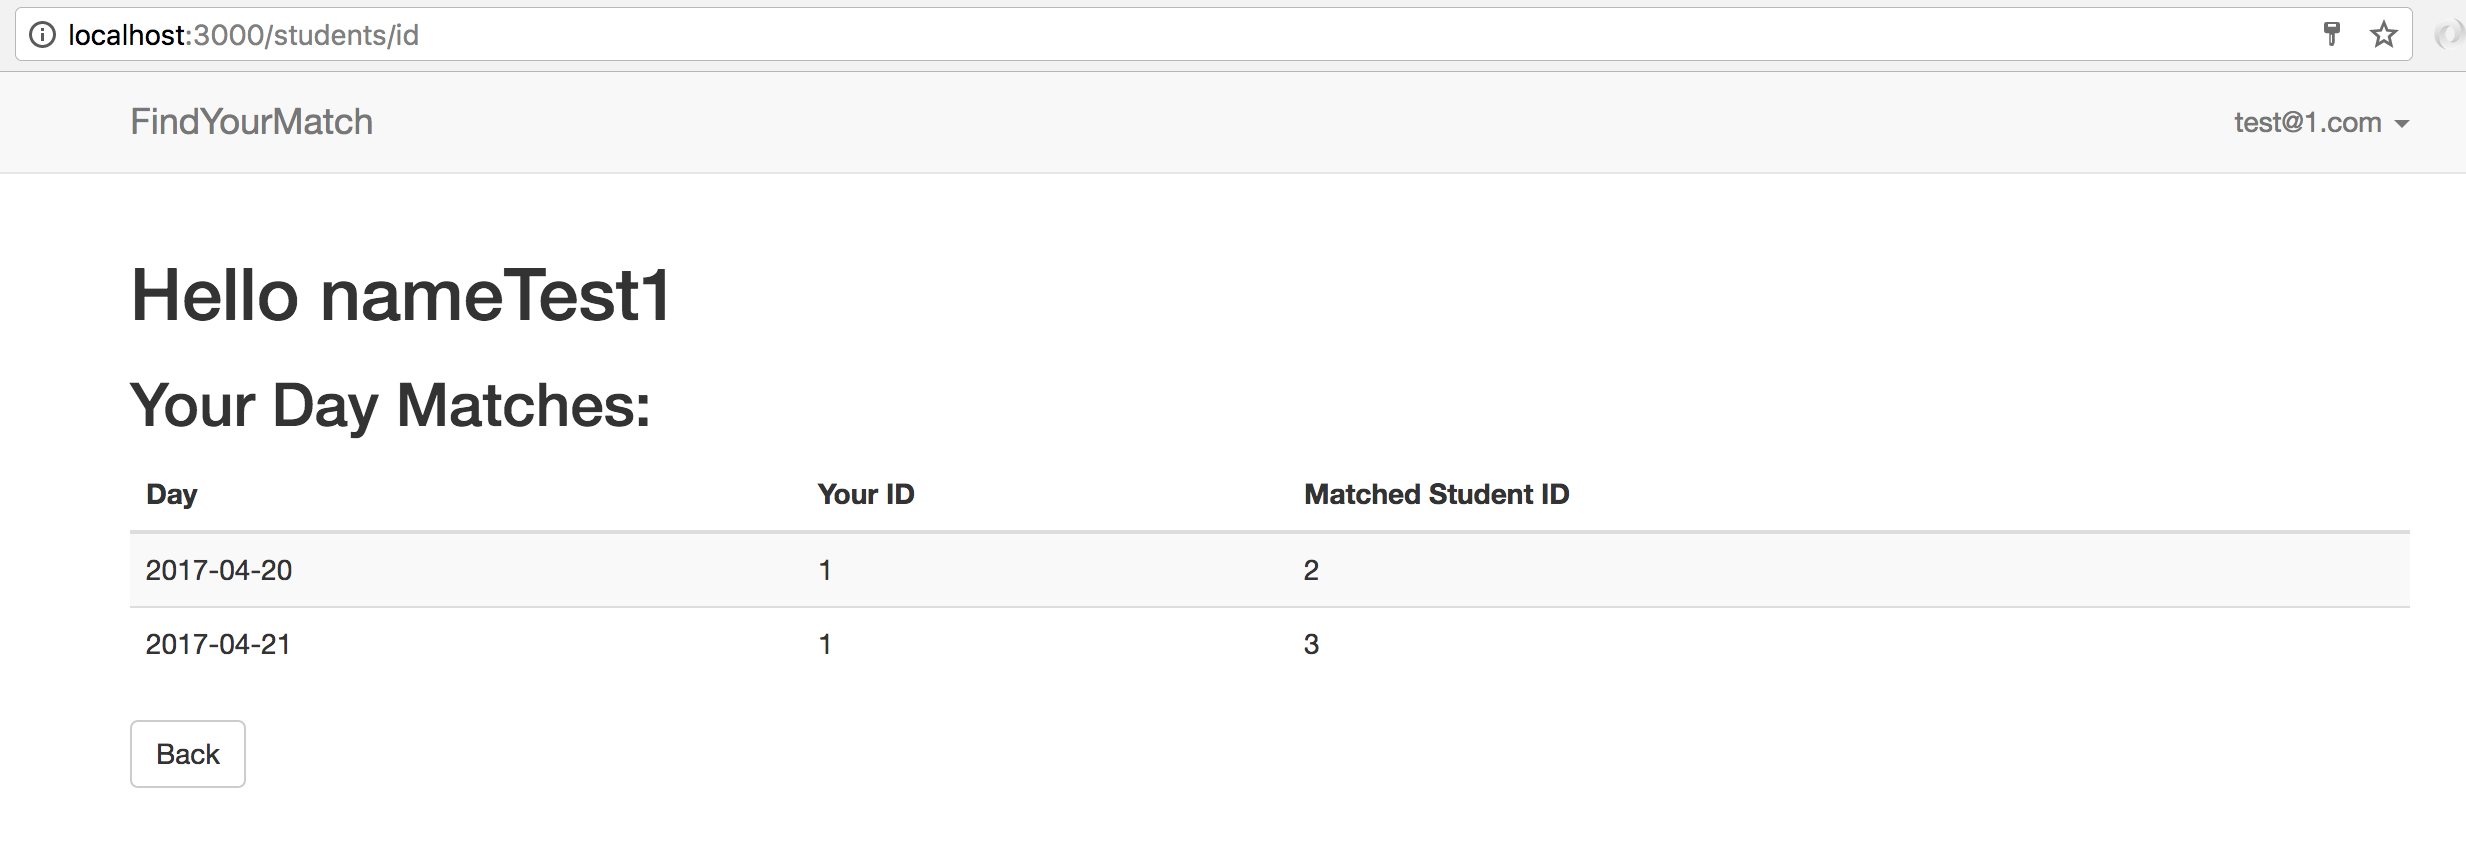 localhost:3000/students/id
FindYourMatch test@1.com
Hello nameTest1
Your Day Matches:
Day Your ID Matched Student ID
2017-04-20 1 2
2017-04-21 1 3
Back